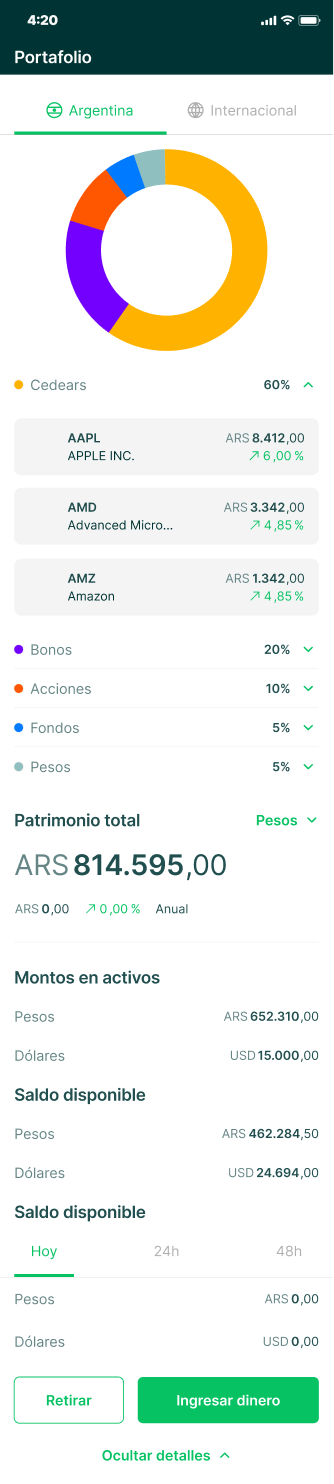 4:20
Portafolio
Argentina Internacional
Cedears 60%
AAPL ARS 8.412,00
APPLE INC. 6,00 %
AMD ARS 3.342,00
Advanced Micro... 4,85 %
AMZ ARS 1.342,00
Amazon 4,85 %
Bonos 20%
Acciones 10%
Fondos 5%
Pesos 5%
Patrimonio total Pesos
ARS 814.595,00
ARS 0,00 0,00 % Anual
Montos en activos
Pesos ARS 652.310,00
Dólares USD 15.000,00
Saldo disponible
Pesos ARS 462.284,50
Dólares USD 24.694,00
Saldo disponible
Hoy 24h 48h
Pesos ARS 0,00
Dólares USD 0,00
Retirar Ingresar dinero
Ocultar detalles